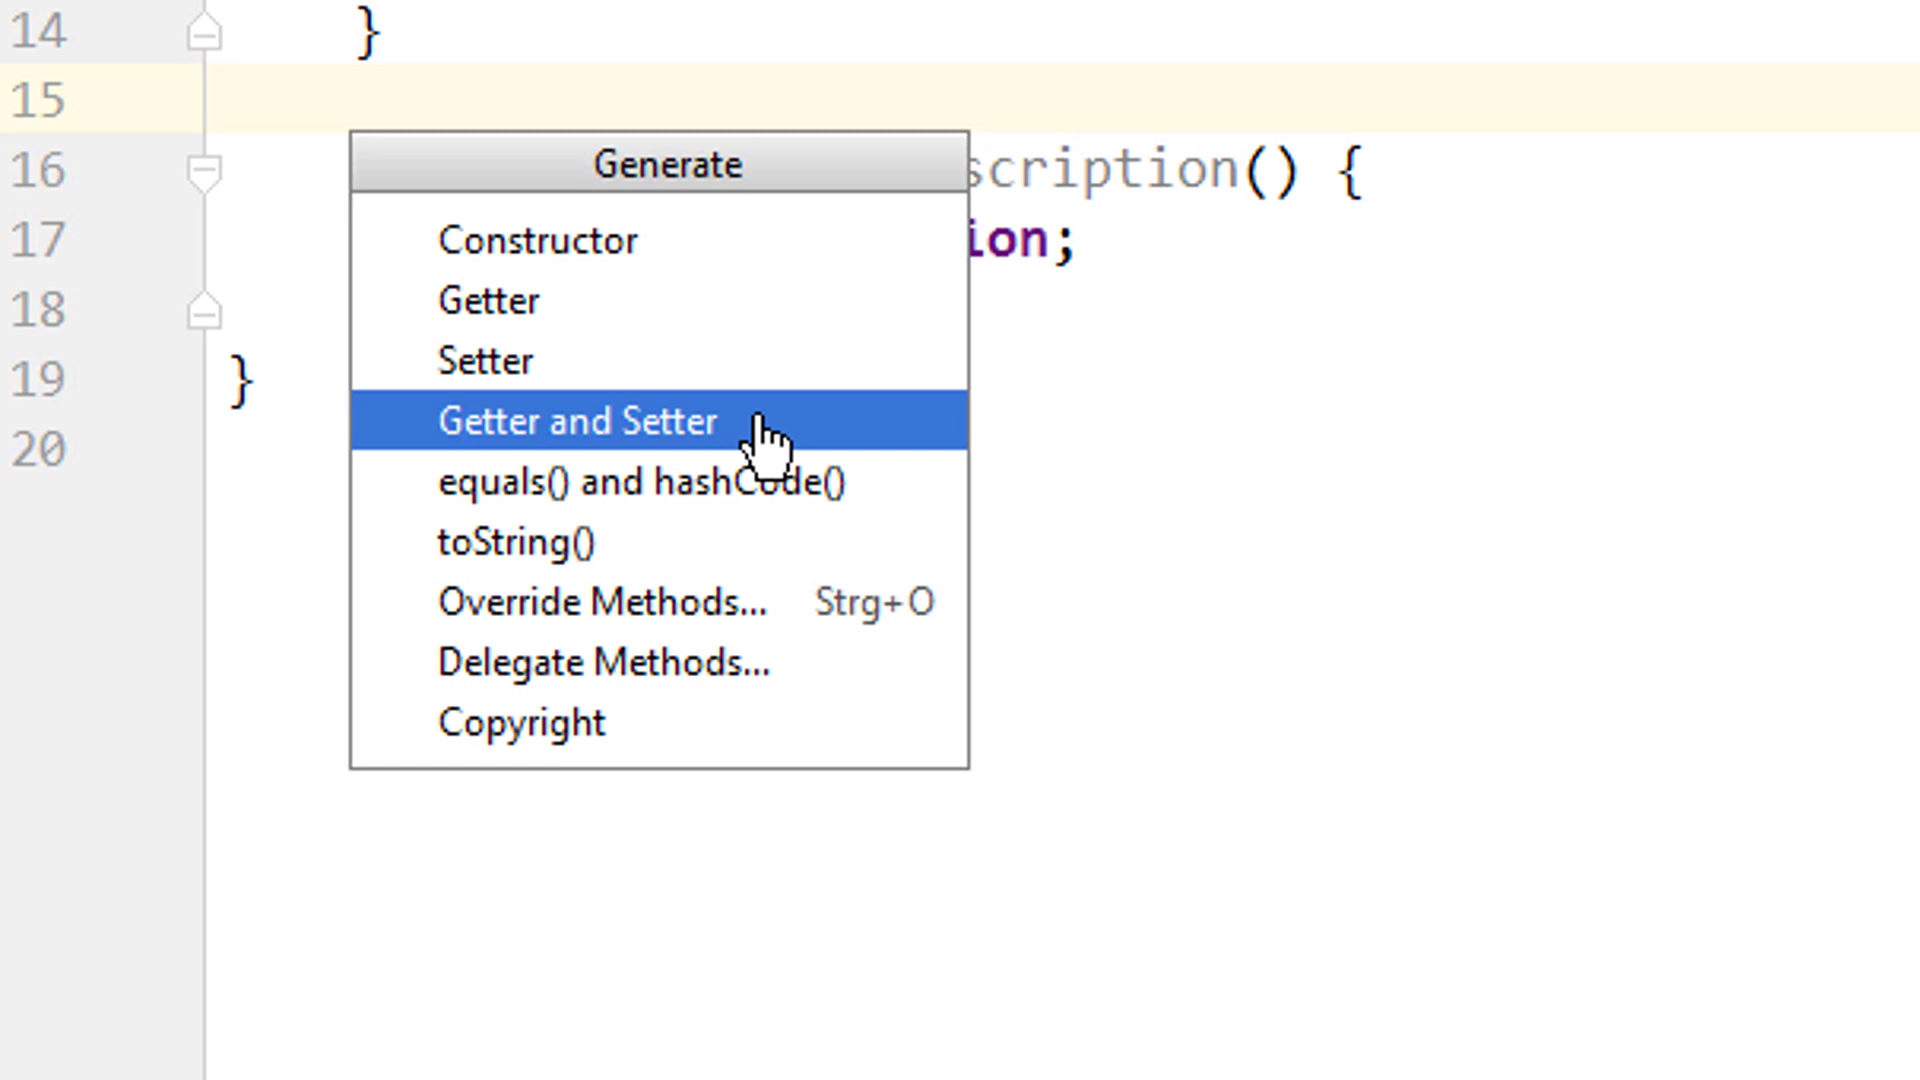 14 }
15
Generate
16 scription() {
17 ion;
Constructor
Getter
18
Setter
19 }
Getter and Setter
20
equals() and hashCode()
toString()
Override Methods... Strg+O
Delegate Methods...
Copyright